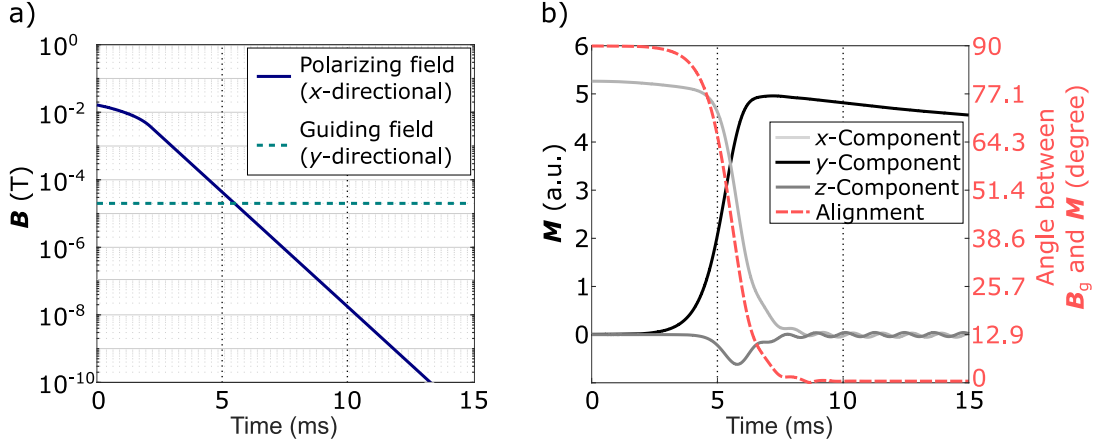 a)
10⁰
10⁻²
10⁻⁴
10⁻⁶
10⁻⁸
10⁻¹⁰
B (T)
0
5
10
15
Time (ms)
Polarizing field
(x-directional)
Guiding field
(y-directional)
b)
6
5
4
3
2
1
0
M (a.u.)
0
5
10
15
Time (ms)
x-Component
y-Component
z-Component
Alignment
90
77.1
64.3
51.4
38.6
25.7
12.9
0
Angle between
Bg and M (degree)